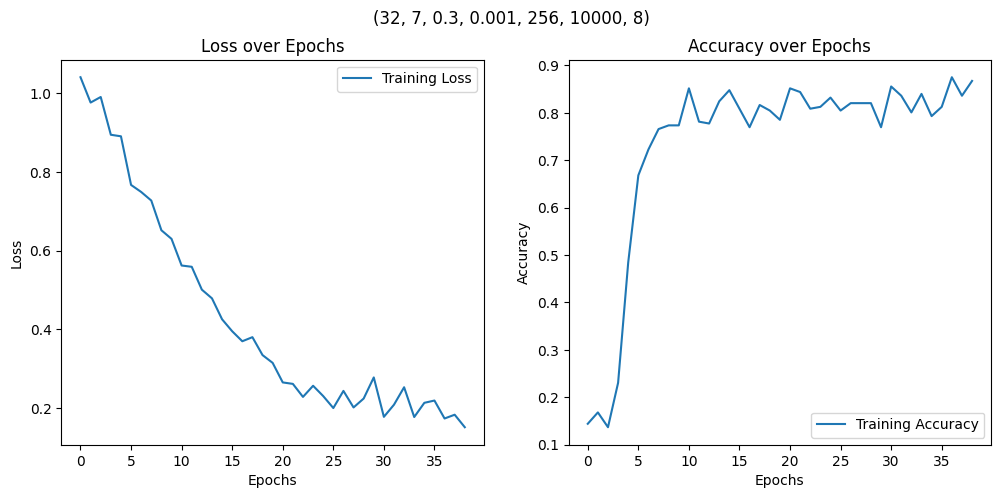 (32, 7, 0.3, 0.001, 256, 10000, 8)
Loss over Epochs
Training Loss
1.0
0.8
0.6
0.4
0.2
Loss
0 5 10 15 20 25 30 35
Epochs
Accuracy over Epochs
0.9
0.8
0.7
0.6
0.5
0.4
0.3
0.2
0.1
Accuracy
Training Accuracy
0 5 10 15 20 25 30 35
Epochs